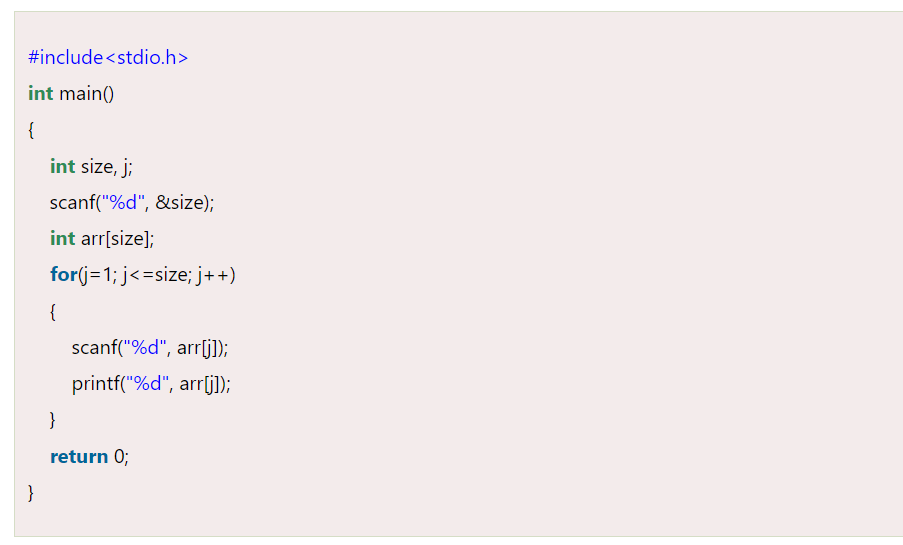 #include<stdio.h>
int main()
{
int size, j;
scanf("%d", &size);
int arr[size];
for(j=1; j<=size; j++)
{
scanf("%d", arr[j]);
printf("%d", arr[j]);
}
return 0;
}